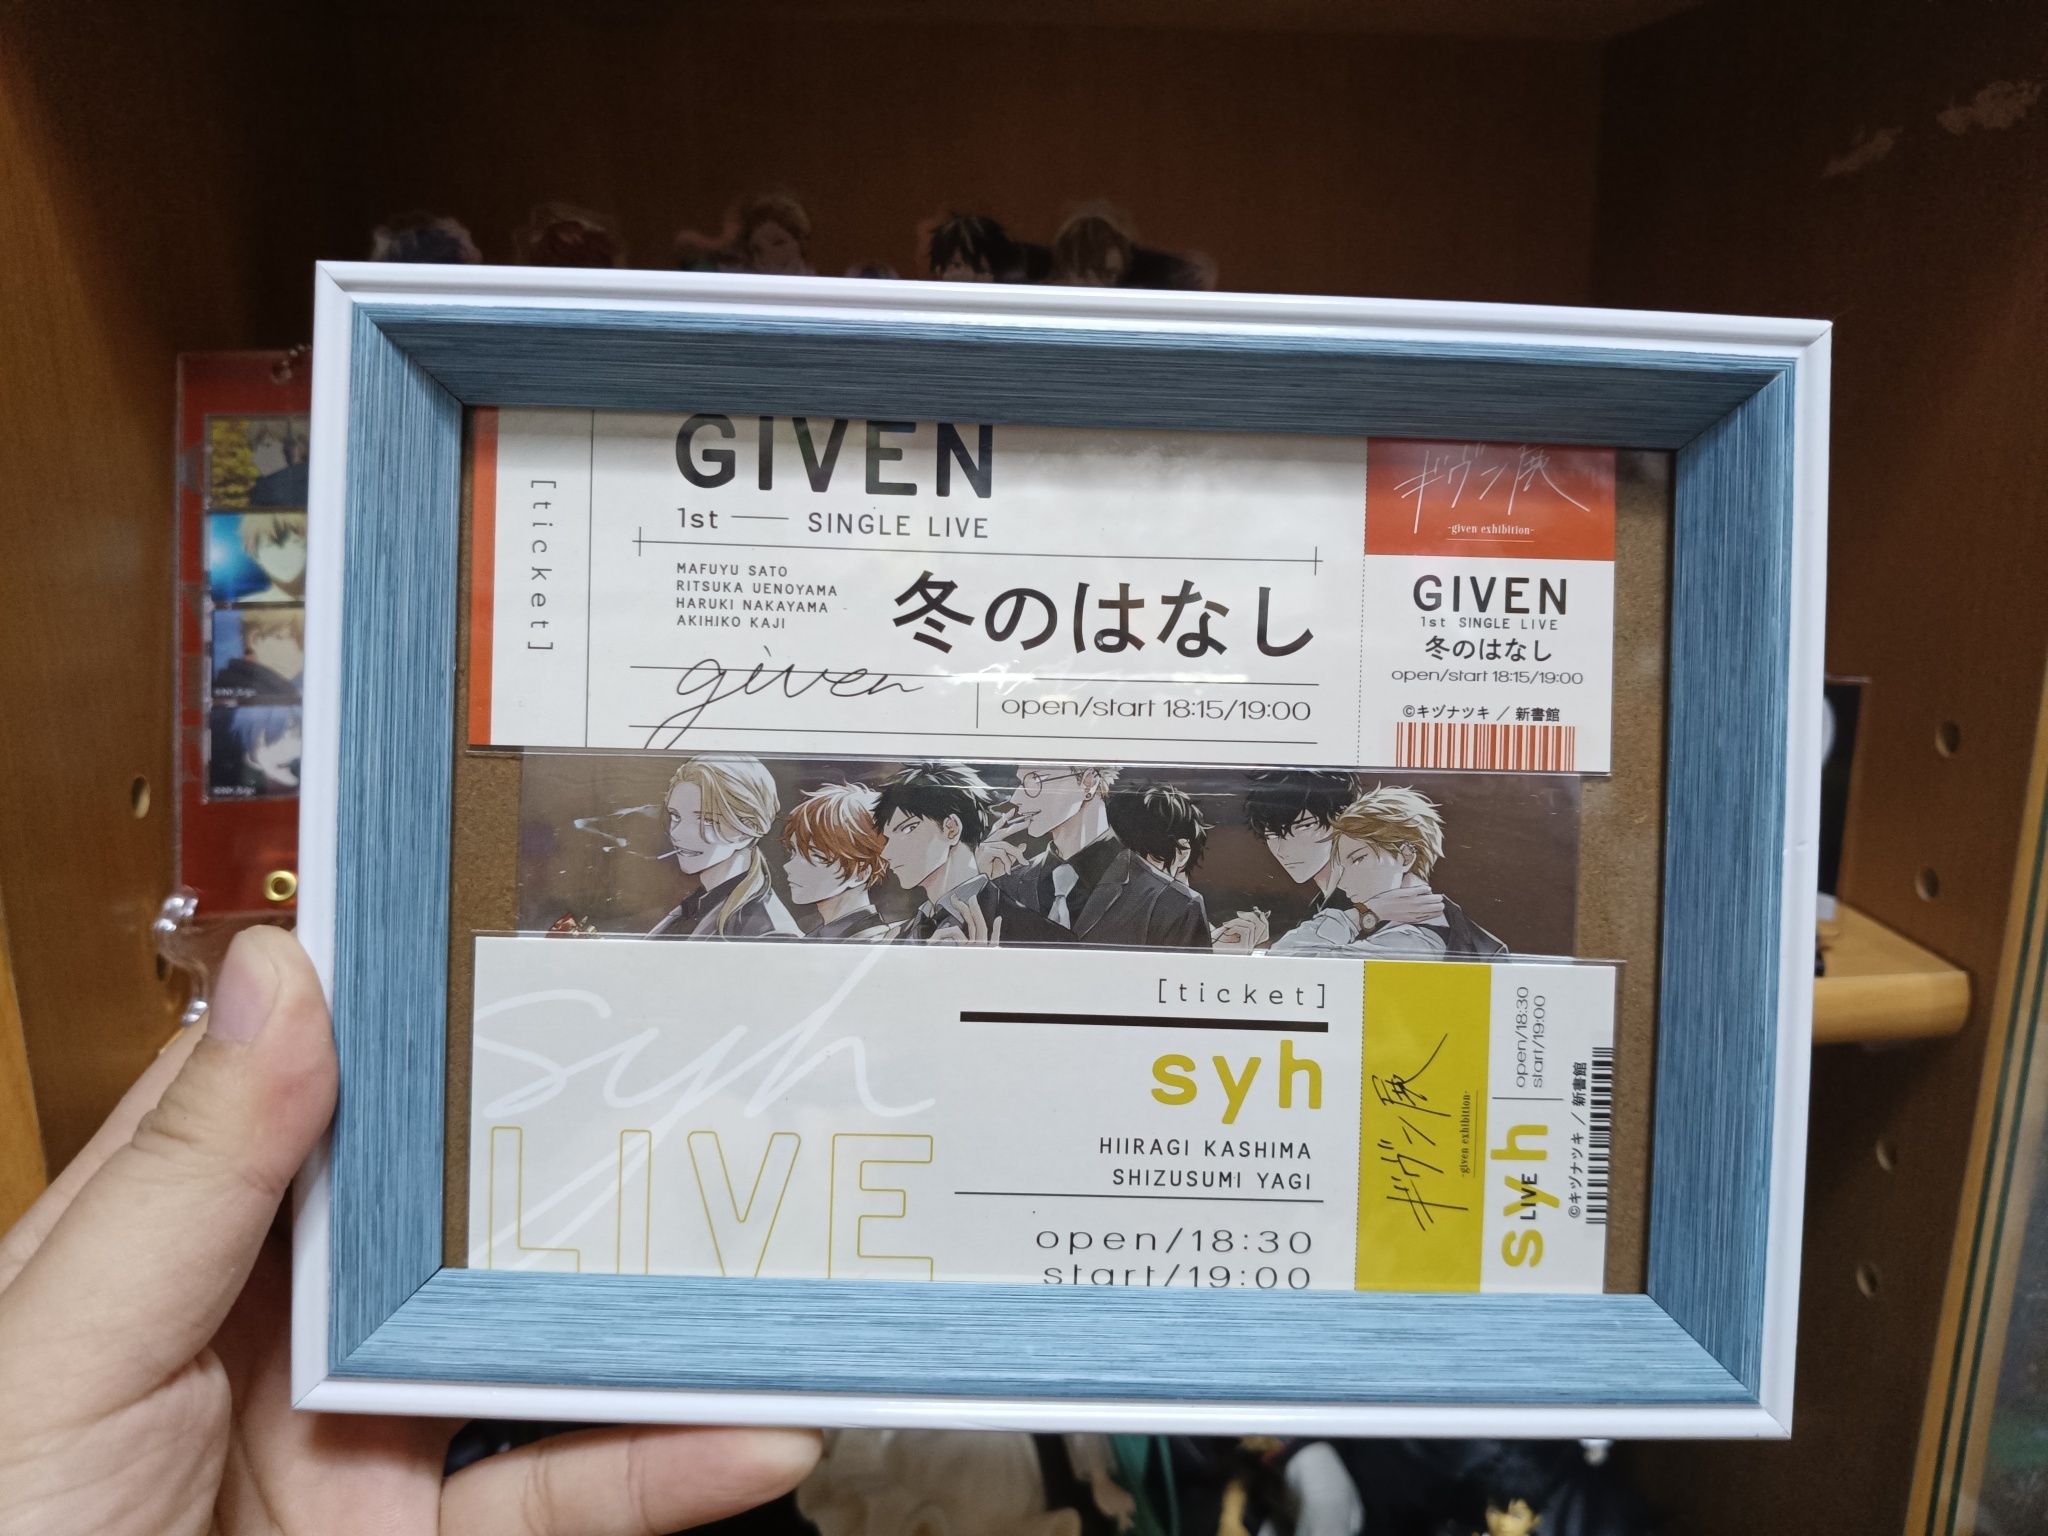 [ticket]
GIVEN
1st — SINGLE LIVE
MAFUYU SATO
RITSUKA UENOYAMA
HARUKI NAKAYAMA
AKIHIKO KAJI
冬のはなし
given
open/start 18:15/19:00
ギヴン展
-given exhibition-
GIVEN
1st SINGLE LIVE
冬のはなし
open/start 18:15/19:00
©キヅナツキ / 新書館
syh
LIVE
[ticket]
syh
HIIRAGI KASHIMA
SHIZUSUMI YAGI
open/18:30
start/19:00
ギヴン展
-given exhibition-
syh
LIVE
open/18:30
start/19:00
©キヅナツキ / 新書館